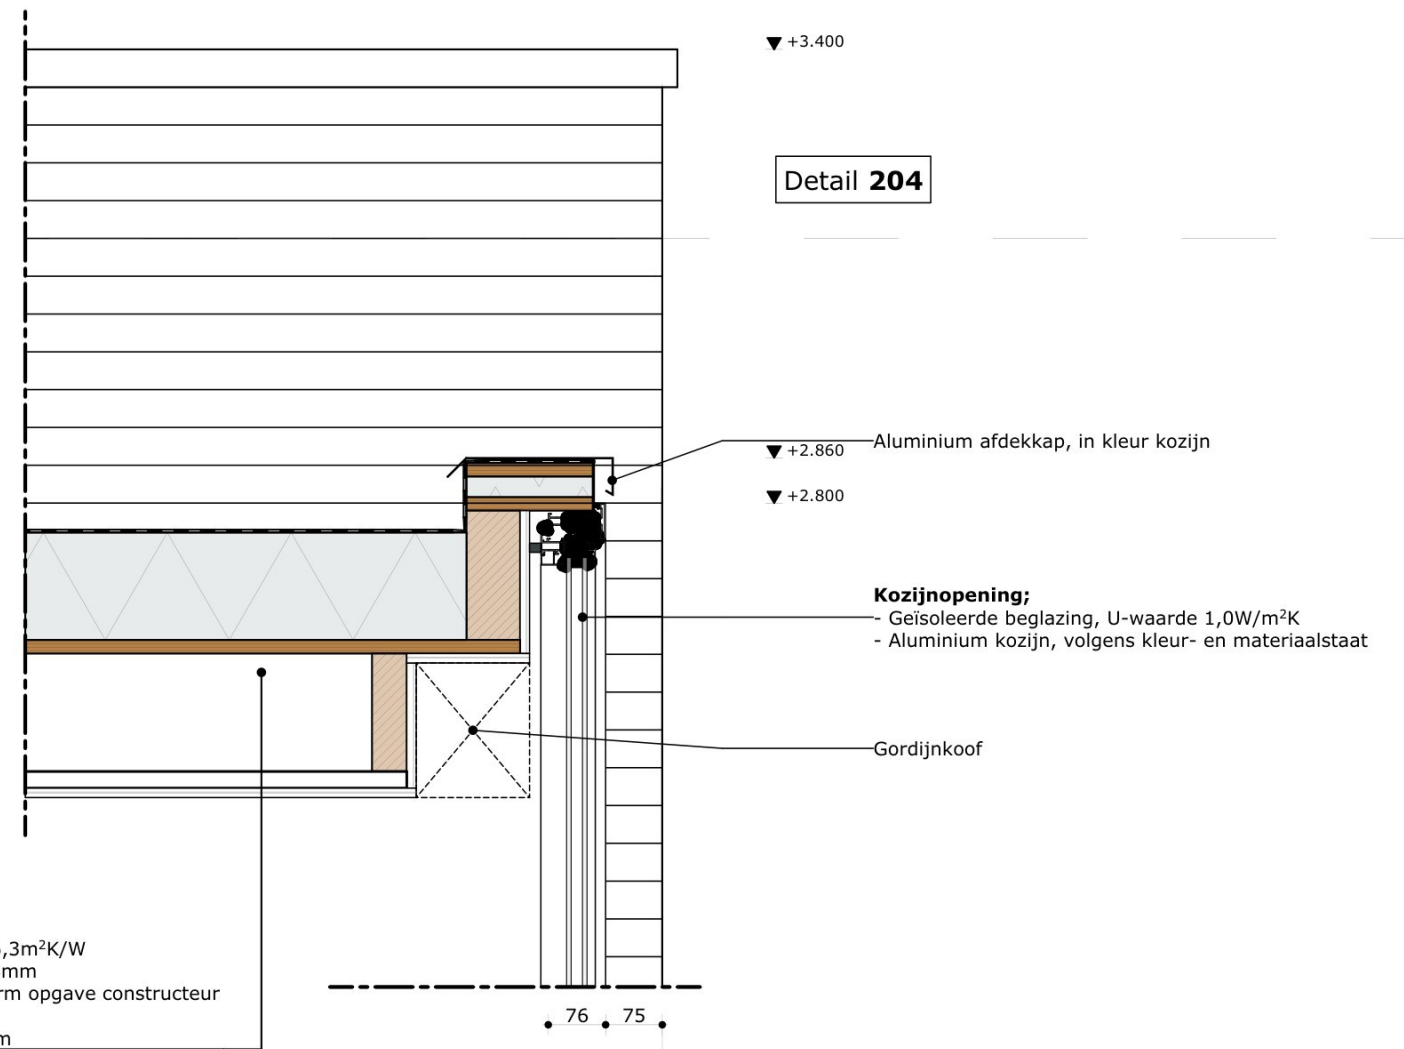 +3.400
Detail 204
Aluminium afdekkap, in kleur kozijn
+2.860
+2.800
Kozijnopening;
- Geïsoleerde beglazing, U-waarde 1,0W/m²K
- Aluminium kozijn, volgens kleur- en materiaalstaat
Gordijnkoof
,3m²K/W
mm
opgave constructeur
76 75